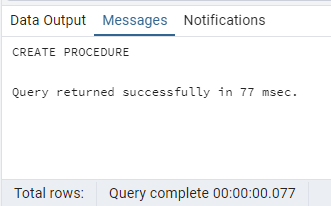 Data Output Messages Notifications
CREATE PROCEDURE
Query returned successfully in 77 msec.
Total rows: Query complete 00:00:00.077